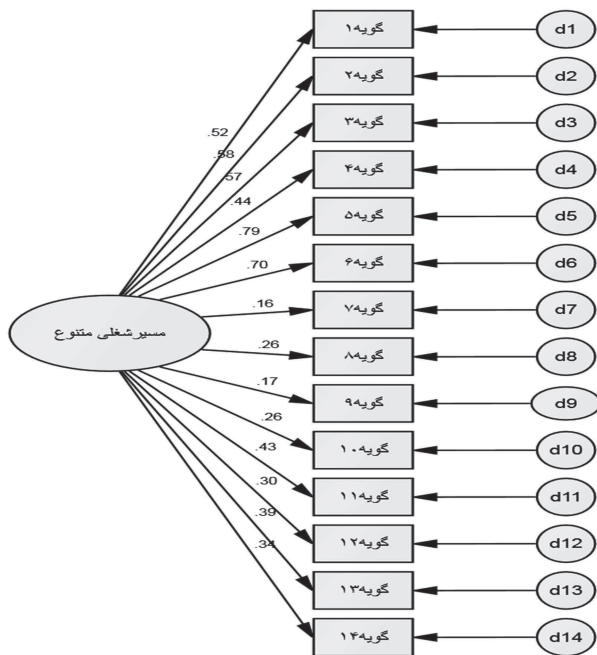 گویه۱
d1
گویه۲
d2
گویه۳
d3
گویه۴
d4
گویه۵
d5
گویه۶
d6
گویه۷
d7
گویه۸
d8
گویه۹
d9
گویه۱۰
d10
گویه۱۱
d11
گویه۱۲
d12
گویه۱۳
d13
گویه۱۴
d14
مسیرشغلی متنوع
.52
.58
.57
.44
.79
.70
.16
.26
.17
.26
.43
.30
.39
.34